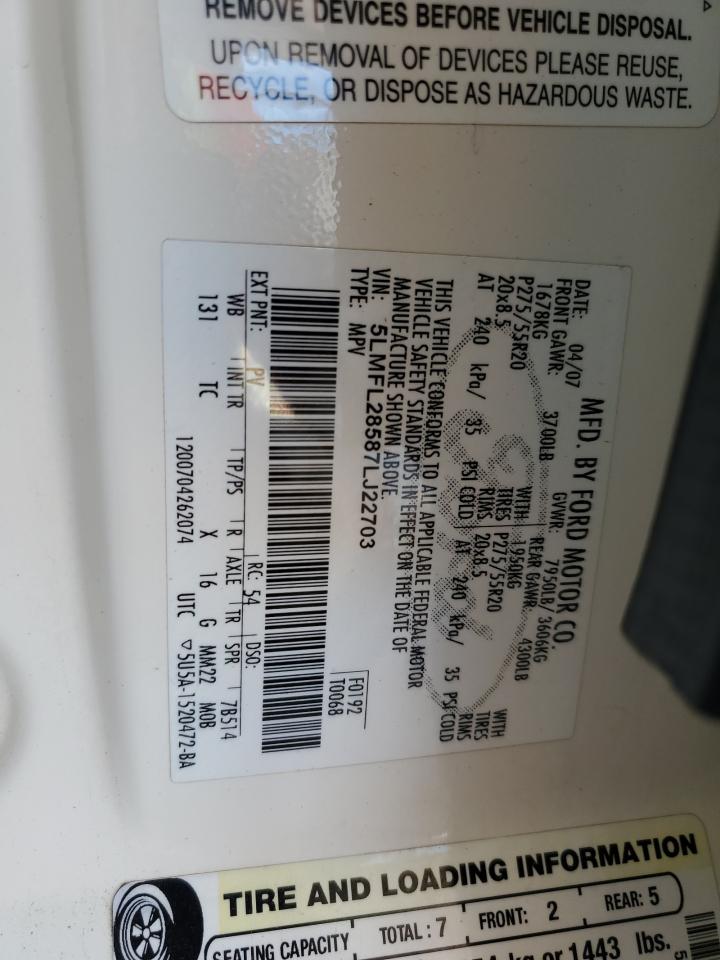 REMOVE DEVICES BEFORE VEHICLE DISPOSAL.
UPON REMOVAL OF DEVICES PLEASE REUSE,
RECYCLE, OR DISPOSE AS HAZARDOUS WASTE.
MFD. BY FORD MOTOR CO.
DATE: 04/07 GVWR: 7950LB/ 3606KG
FRONT GAWR: 3700LB REAR GAWR: 4300LB
1678KG WITH 1950KG WITH
P275/55R20 TIRES P275/55R20 TIRES
20x8.5 RIMS 20x8.5 RIMS
AT 240 kPa/ 35 PSI COLD AT 240 kPa/ 35 PSI COLD
THIS VEHICLE CONFORMS TO ALL APPLICABLE FEDERAL MOTOR
VEHICLE SAFETY STANDARDS IN EFFECT ON THE DATE OF
MANUFACTURE SHOWN ABOVE.
VIN: 5LMFL28587LJ22703
TYPE: MPV
F0192
T0068
EXT PNT: PV RC: 54 DSO:
WB INT TR TP/PS R AXLE TR SPR 7B514
131 TC X 16 G MM22 MOB
1200704262074 UTC ▽5U5A-1520472-BA
TIRE AND LOADING INFORMATION
SEATING CAPACITY TOTAL: 7 FRONT: 2 REAR: 5
kg or 1443 lbs.